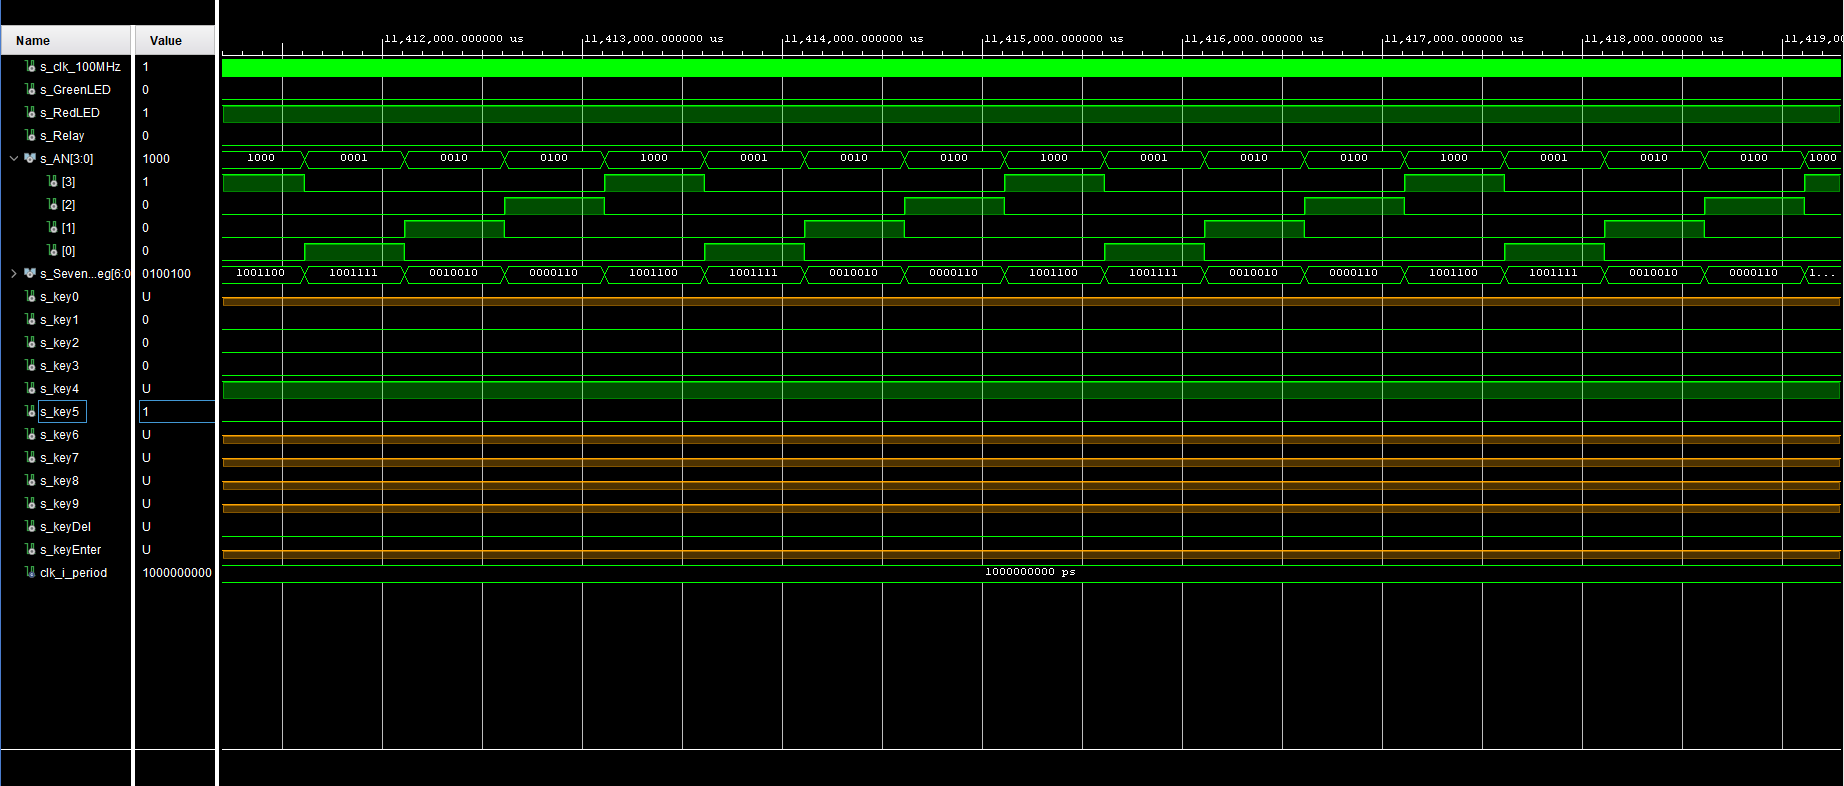 Name Value
11,412,000.000000 us 11,413,000.000000 us 11,414,000.000000 us 11,415,000.000000 us 11,416,000.000000 us 11,417,000.000000 us 11,418,000.000000 us 11,419,0
s_clk_100MHz 1
s_GreenLED 0
s_RedLED 1
s_Relay 0
s_AN[3:0] 1000 1000 0001 0010 0100 1000 0001 0010 0100 1000 0001 0010 0100 1000 0001 0010 0100 1000
[3] 1
[2] 0
[1] 0
[0] 0
s_Seven...eg[6:0 0100100 1001100 1001111 0010010 0000110 1001100 1001111 0010010 0000110 1001100 1001111 0010010 0000110 1001100 1001111 0010010 0000110 1...
s_key0 U
s_key1 0
s_key2 0
s_key3 0
s_key4 U
s_key5 1
s_key6 U
s_key7 U
s_key8 U
s_key9 U
s_keyDel U
s_keyEnter U
clk_i_period 1000000000 1000000000 ps